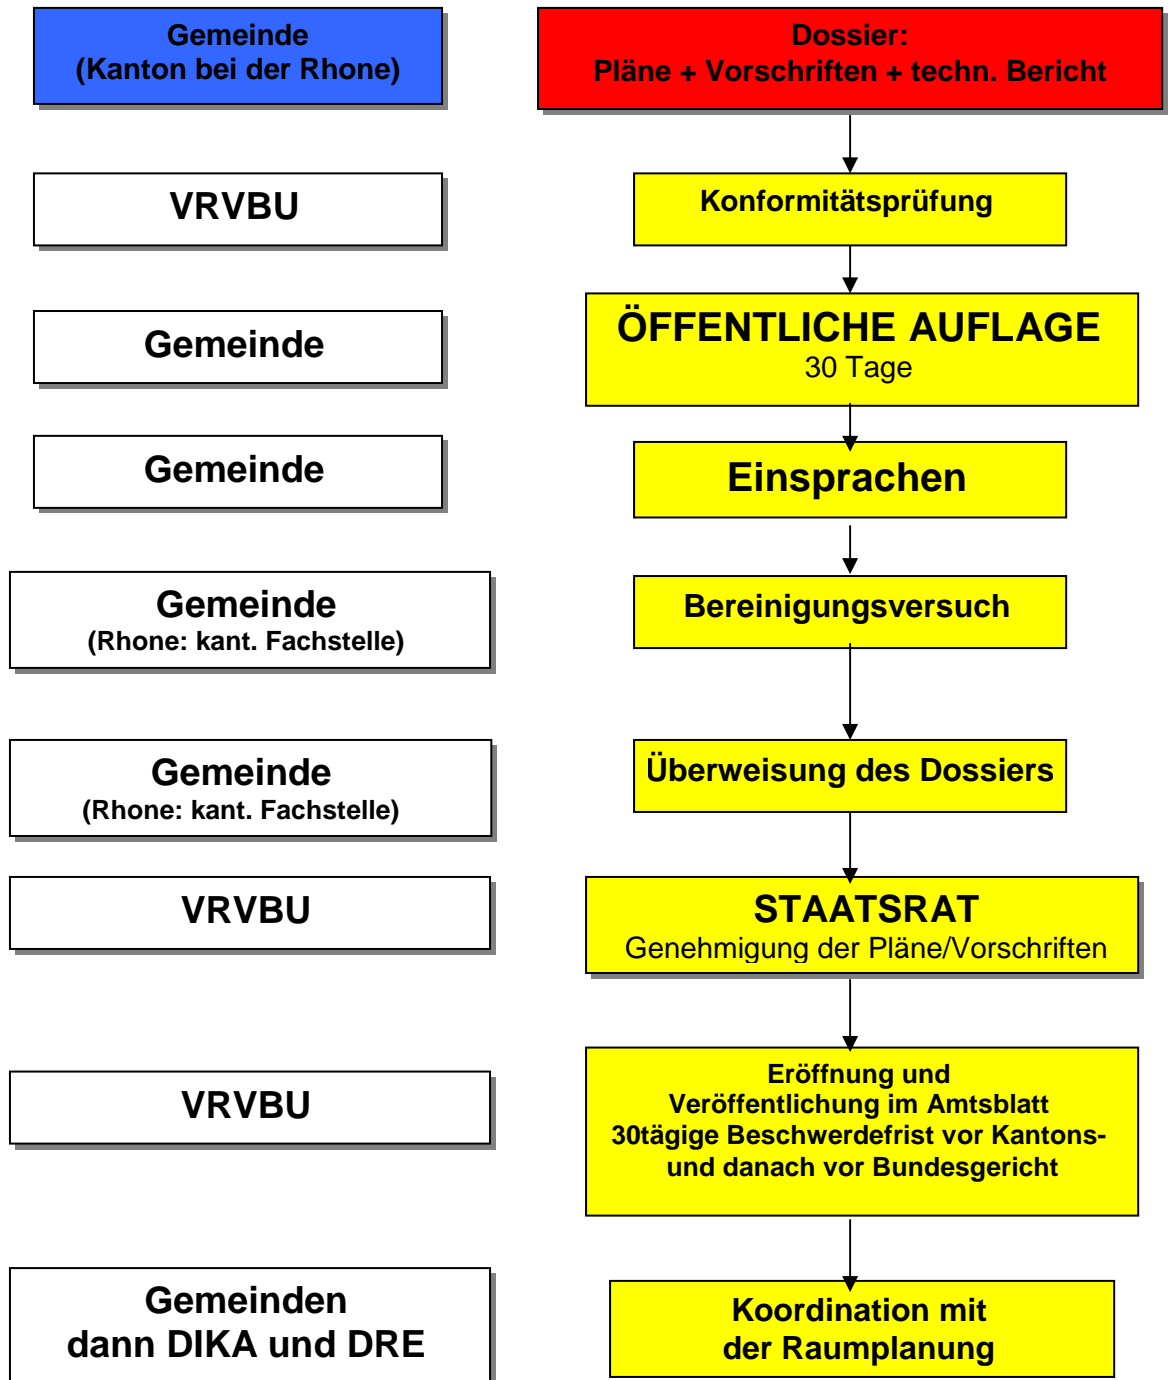 Gemeinde
(Kanton bei der Rhone)
Dossier:
Pläne + Vorschriften + techn. Bericht
VRVBU
Konformitätsprüfung
Gemeinde
ÖFFENTLICHE AUFLAGE
30 Tage
Gemeinde
Einsprachen
Gemeinde
(Rhone: kant. Fachstelle)
Bereinigungsversuch
Gemeinde
(Rhone: kant. Fachstelle)
Überweisung des Dossiers
VRVBU
STAATSRAT
Genehmigung der Pläne/Vorschriften
VRVBU
Eröffnung und
Veröffentlichung im Amtsblatt
30tägige Beschwerdefrist vor Kantons-
und danach vor Bundesgericht
Gemeinden
dann DIKA und DRE
Koordination mit
der Raumplanung